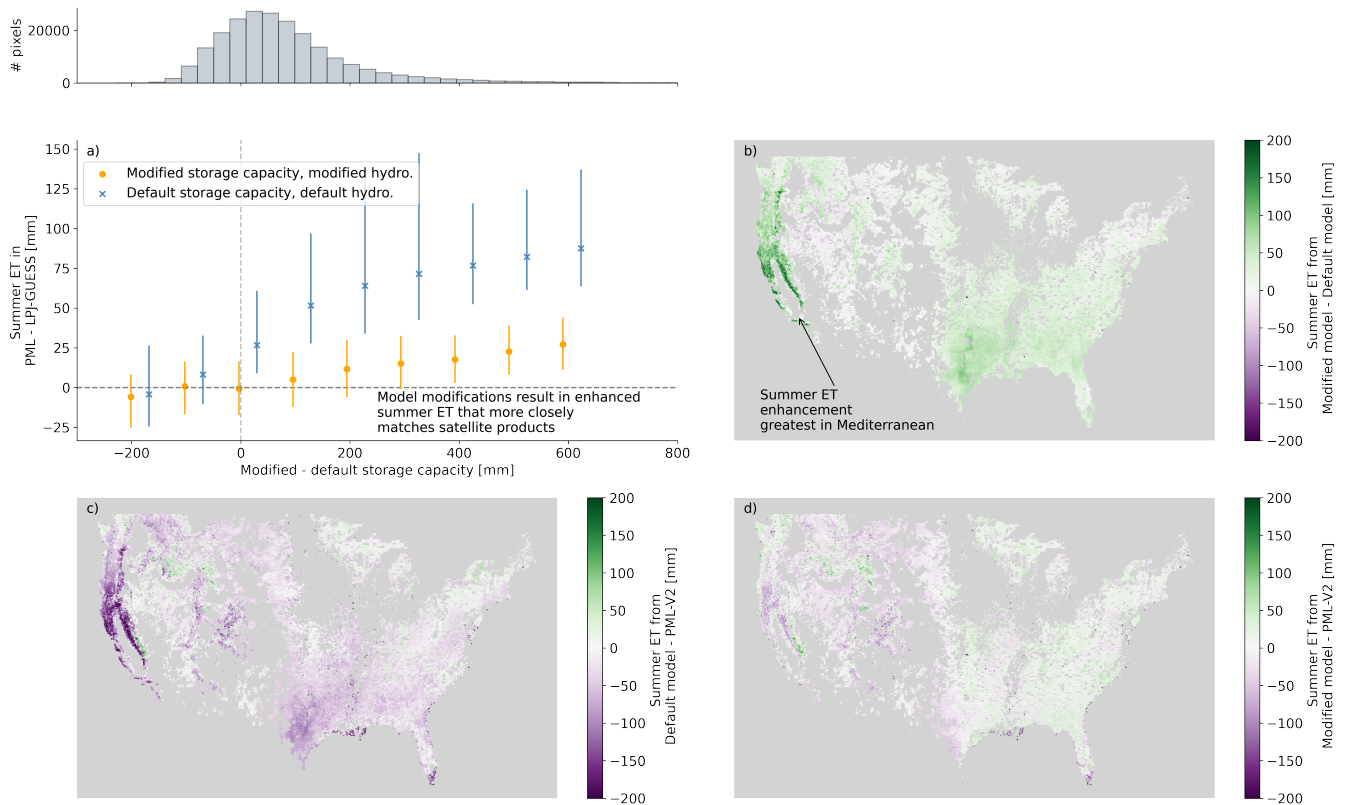 20000
0
# pixels
a)
150
125
100
75
50
25
0
−25
Summer ET in
PML - LPJ-GUESS [mm]
Modified storage capacity, modified hydro.
Default storage capacity, default hydro.
Model modifications result in enhanced
summer ET that more closely
matches satellite products
−200
0
200
400
600
800
Modified - default storage capacity [mm]
b)
Summer ET
enhancement
greatest in Mediterranean
200
150
100
50
0
−50
−100
−150
−200
Summer ET from
Modified model - Default model [mm]
c)
200
150
100
50
0
−50
−100
−150
−200
Summer ET from
Default model - PML-V2 [mm]
d)
200
150
100
50
0
−50
−100
−150
−200
Summer ET from
Modified model - PML-V2 [mm]